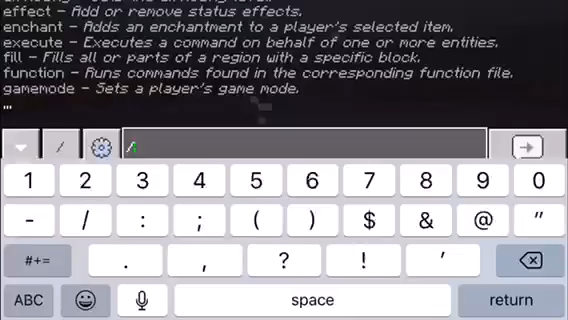 effect - Add or remove status effects.
enchant - Adds an enchantment to a player's selected item.
execute - Executes a command on behalf of one or more entities.
fill - Fills all or parts of a region with a specific block.
function - Runs commands found in the corresponding function file.
gamemode - Sets a player's game mode.
...
/ /
1 2 3 4 5 6 7 8 9 0
- / : ; ( ) $ & @ "
#+= . , ? ! '
ABC space return